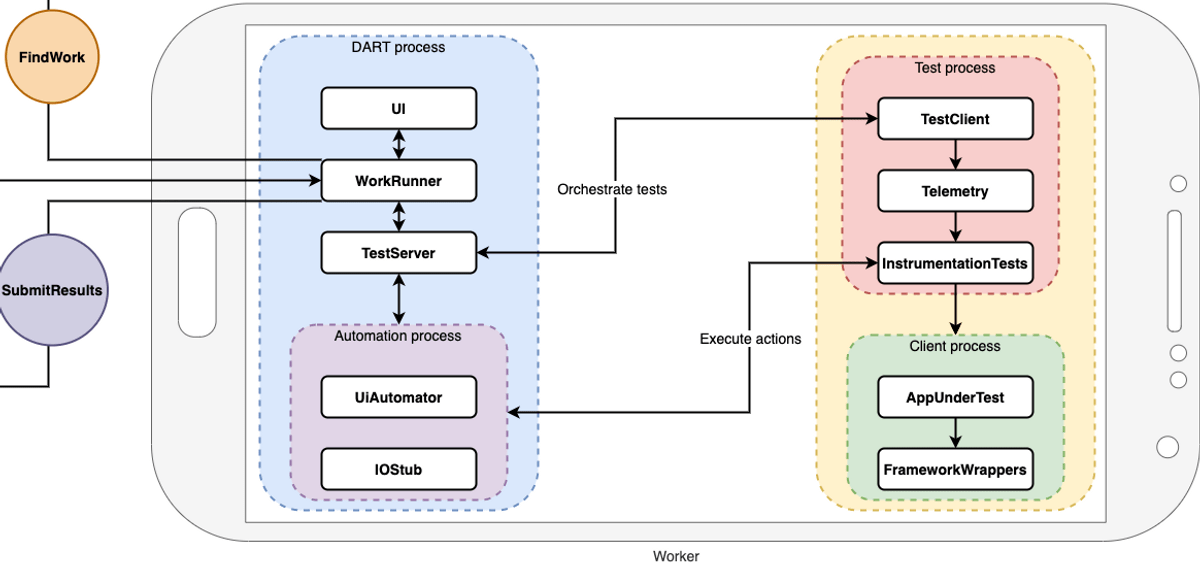 FindWork
SubmitResults
DART process
UI
WorkRunner
TestServer
Automation process
UiAutomator
IOStub
Orchestrate tests
Execute actions
Test process
TestClient
Telemetry
InstrumentationTests
Client process
AppUnderTest
FrameworkWrappers
Worker